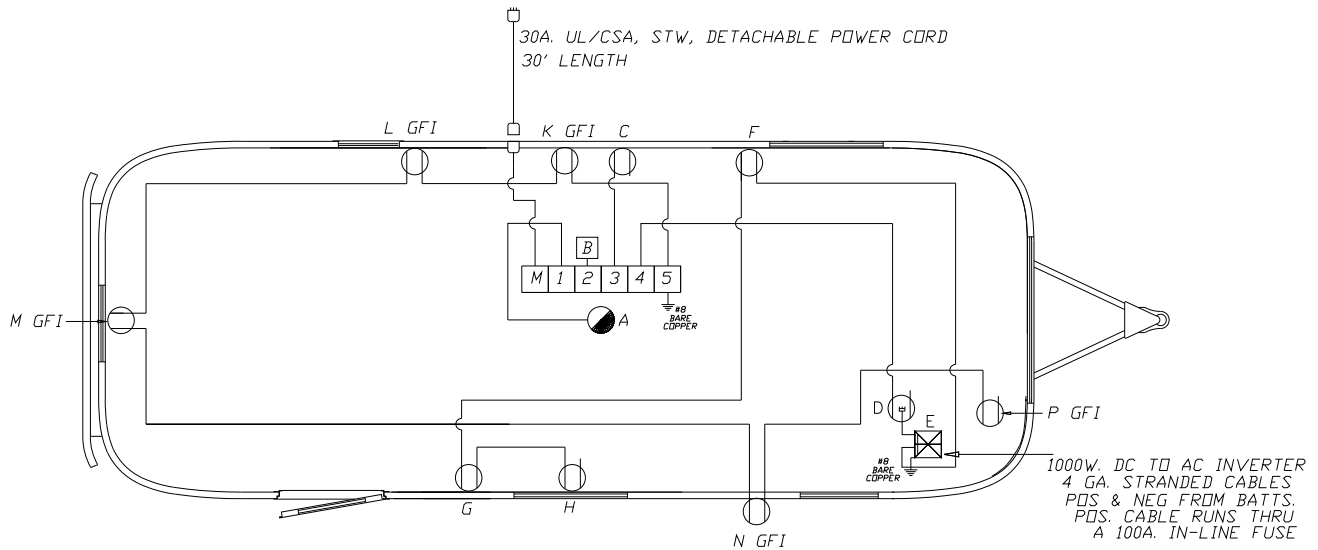 30A. UL/CSA, STW, DETACHABLE POWER CORD
30' LENGTH
L GFI
K GFI
C
F
B
M 1 2 3 4 5
A
#8
BARE
COPPER
M GFI
D
E
P GFI
#8
BARE
COPPER
1000W. DC TO AC INVERTER
4 GA. STRANDED CABLES
POS & NEG FROM BATTS.
POS. CABLE RUNS THRU
A 100A. IN-LINE FUSE
G
H
N GFI